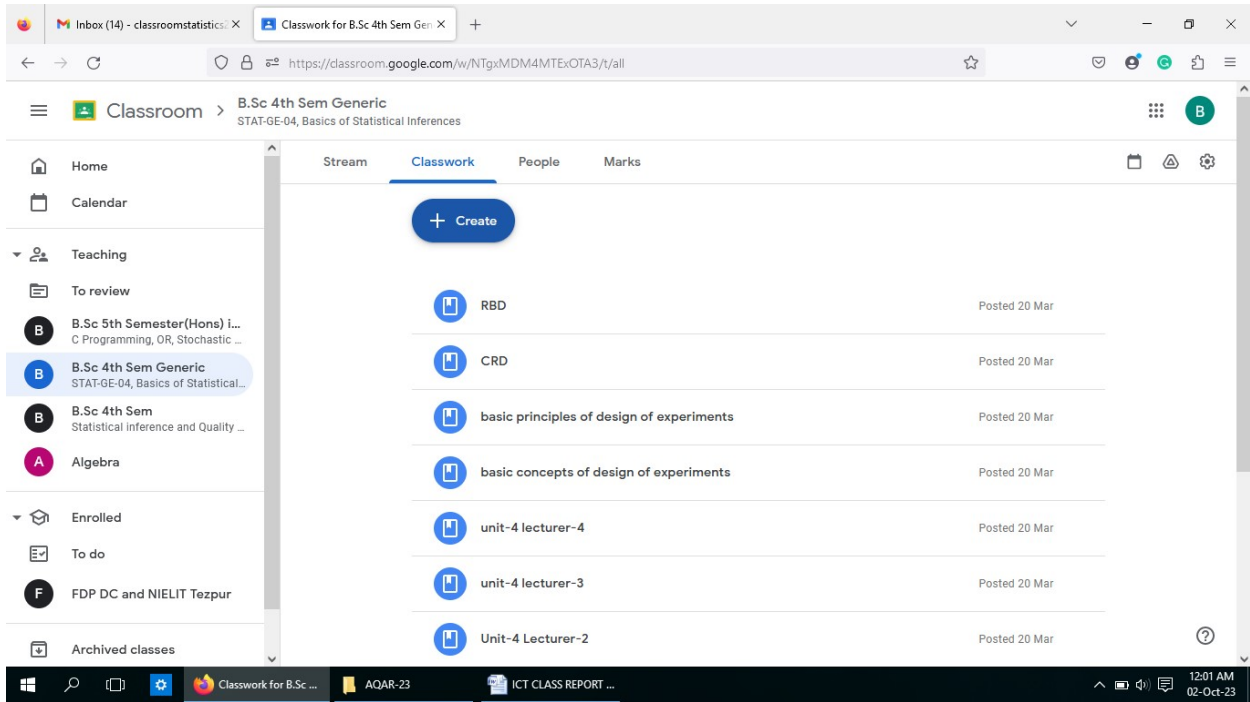 Inbox (14) - classroomstatistics2
Classwork for B.Sc 4th Sem Gen
https://classroom.google.com/w/NTgxMDM4MTExOTA3/t/all
Classroom > B.Sc 4th Sem Generic
STAT-GE-04, Basics of Statistical Inferences
B
Home
Calendar
Teaching
To review
B
B.Sc 5th Semester(Hons) i...
C Programming, OR, Stochastic ...
B
B.Sc 4th Sem Generic
STAT-GE-04, Basics of Statistical...
B
B.Sc 4th Sem
Statistical inference and Quality ...
A
Algebra
Enrolled
To do
F
FDP DC and NIELIT Tezpur
Archived classes
Stream Classwork People Marks
+ Create
RBD Posted 20 Mar
CRD Posted 20 Mar
basic principles of design of experiments Posted 20 Mar
basic concepts of design of experiments Posted 20 Mar
unit-4 lecturer-4 Posted 20 Mar
unit-4 lecturer-3 Posted 20 Mar
Unit-4 Lecturer-2 Posted 20 Mar
Classwork for B.Sc ...
AQAR-23
ICT CLASS REPORT ...
12:01 AM
02-Oct-23